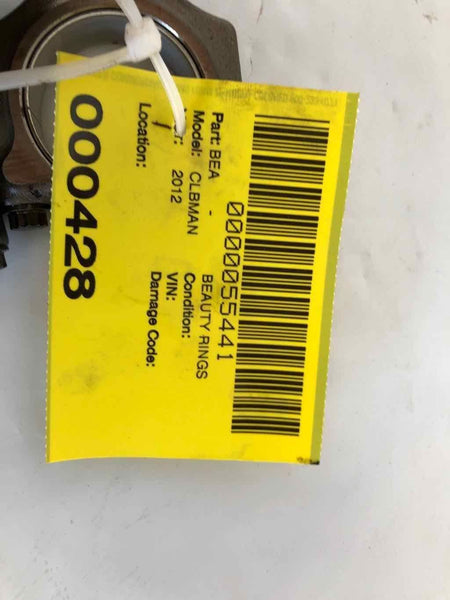 0000055441
Part: BEA - BEAUTY RINGS
Model: CLBMAN Condition:
2012 VIN:
Location: Damage Code:
000428